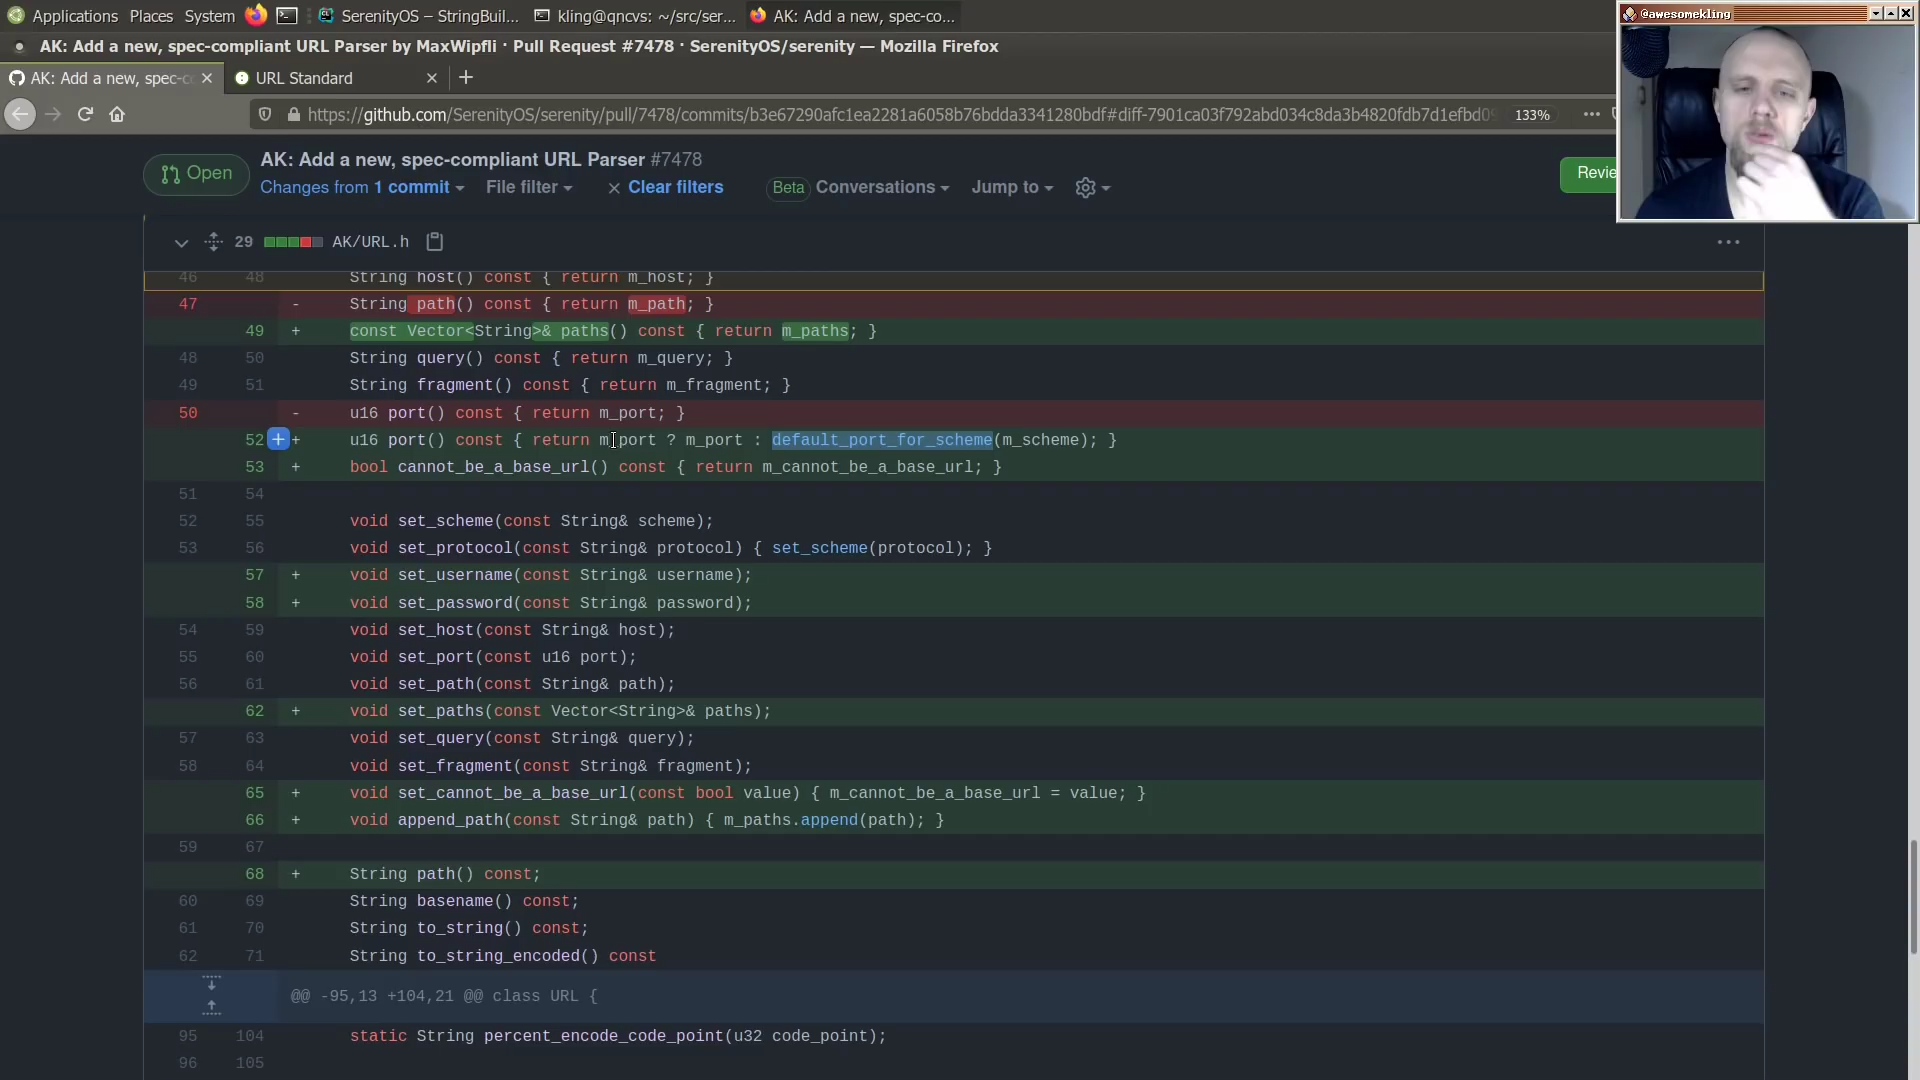 Applications Places System SerenityOS – StringBuil... kling@qncvs: ~/src/ser... AK: Add a new, spec-co...
@awesomekling
AK: Add a new, spec-compliant URL Parser by MaxWipfli · Pull Request #7478 · SerenityOS/serenity — Mozilla Firefox
AK: Add a new, spec-c × URL Standard × +
https://github.com/SerenityOS/serenity/pull/7478/commits/b3e67290afc1ea2281a6058b76bdda3341280bdf#diff-7901ca03f792abd034c8da3b4820fdb7d1efbd09 133%
Open
AK: Add a new, spec-compliant URL Parser #7478
Changes from 1 commit File filter × Clear filters Beta Conversations Jump to
Revie
29 AK/URL.h
46 48 String host() const { return m_host; }
47 - String path() const { return m_path; }
49 + const Vector<String>& paths() const { return m_paths; }
48 50 String query() const { return m_query; }
49 51 String fragment() const { return m_fragment; }
50 - u16 port() const { return m_port; }
52 + u16 port() const { return m_port ? m_port : default_port_for_scheme(m_scheme); }
53 + bool cannot_be_a_base_url() const { return m_cannot_be_a_base_url; }
51 54
52 55 void set_scheme(const String& scheme);
53 56 void set_protocol(const String& protocol) { set_scheme(protocol); }
57 + void set_username(const String& username);
58 + void set_password(const String& password);
54 59 void set_host(const String& host);
55 60 void set_port(const u16 port);
56 61 void set_path(const String& path);
62 + void set_paths(const Vector<String>& paths);
57 63 void set_query(const String& query);
58 64 void set_fragment(const String& fragment);
65 + void set_cannot_be_a_base_url(const bool value) { m_cannot_be_a_base_url = value; }
66 + void append_path(const String& path) { m_paths.append(path); }
59 67
68 + String path() const;
60 69 String basename() const;
61 70 String to_string() const;
62 71 String to_string_encoded() const
@@ -95,13 +104,21 @@ class URL {
95 104 static String percent_encode_code_point(u32 code_point);
96 105